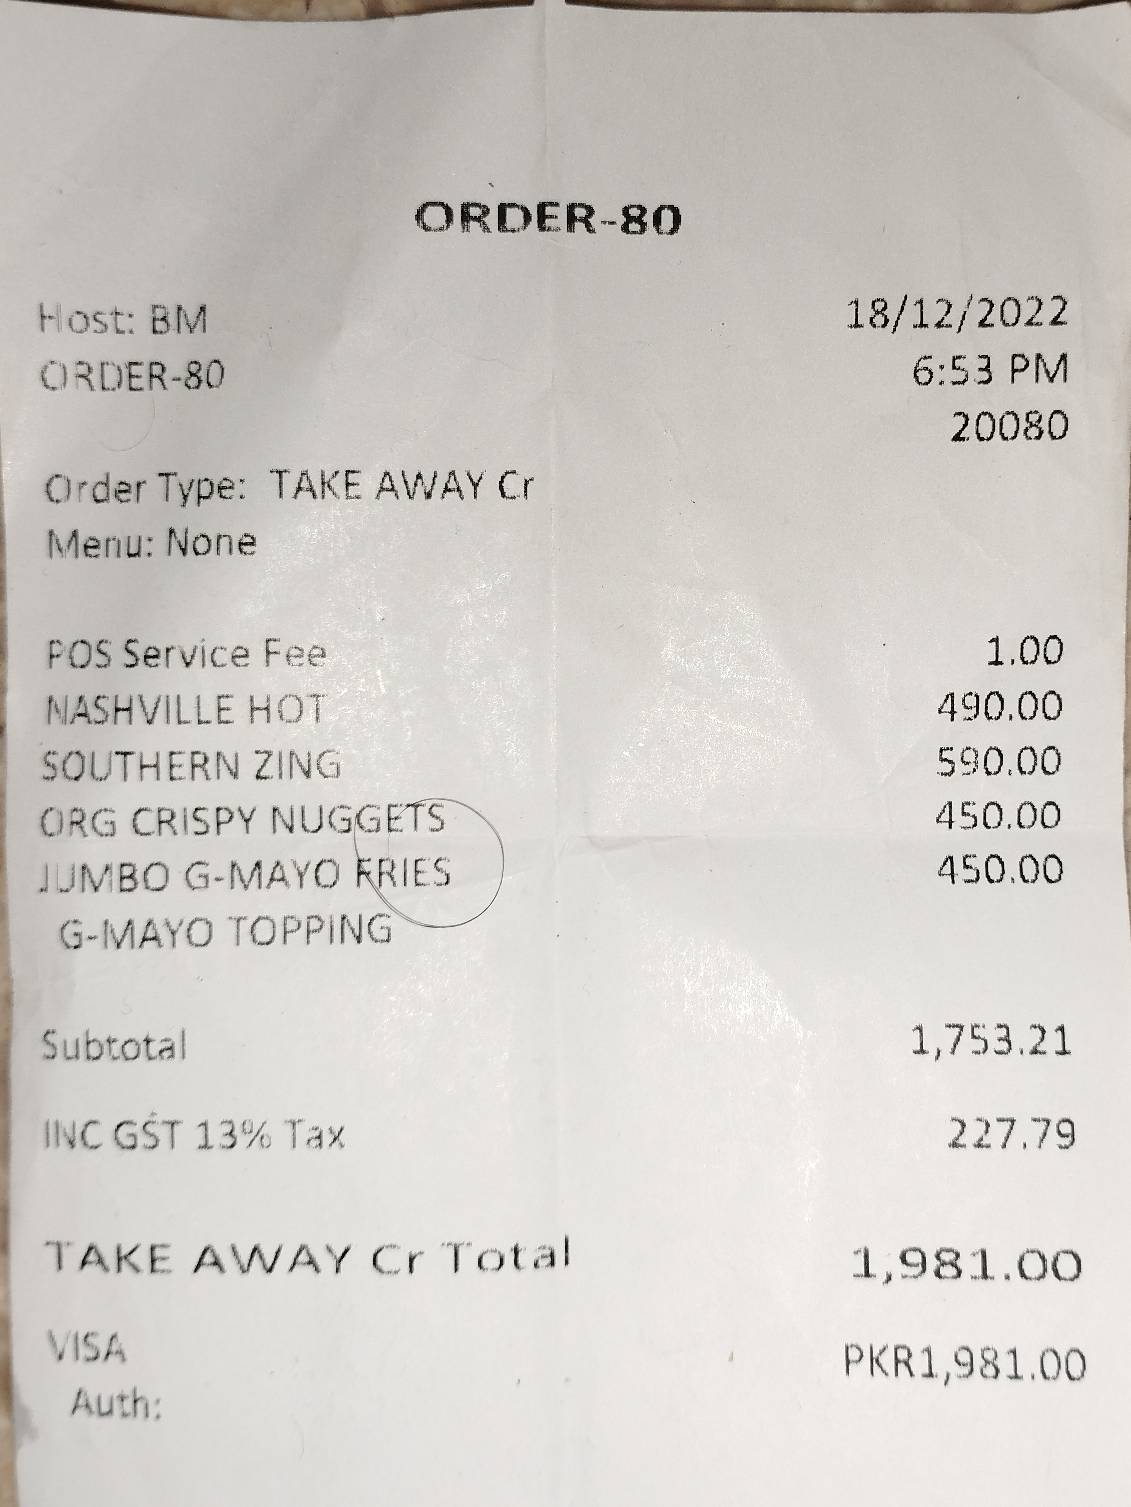 ORDER-80
Host: BM 18/12/2022
ORDER-80 6:53 PM
20080
Order Type: TAKE AWAY Cr
Menu: None
POS Service Fee 1.00
NASHVILLE HOT 490.00
SOUTHERN ZING 590.00
ORG CRISPY NUGGETS 450.00
JUMBO G-MAYO FRIES 450.00
G-MAYO TOPPING
Subtotal 1,753.21
INC GST 13% Tax 227.79
TAKE AWAY Cr Total 1,981.00
VISA PKR1,981.00
Auth: